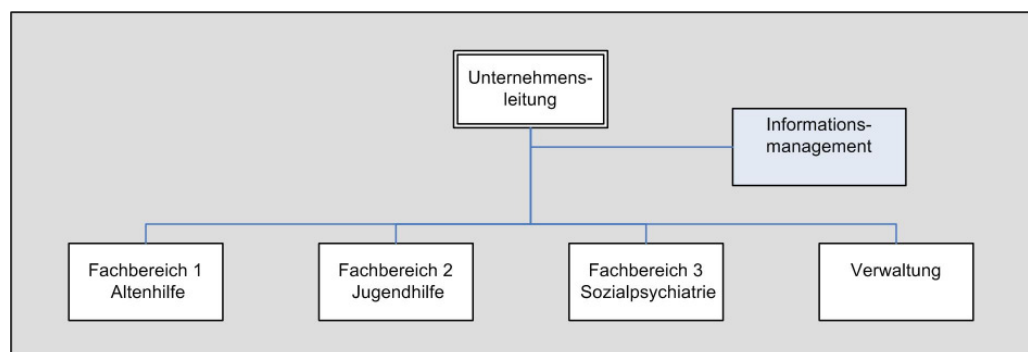 Unternehmens-
leitung
Informations-
management
Fachbereich 1
Altenhilfe
Fachbereich 2
Jugendhilfe
Fachbereich 3
Sozialpsychiatrie
Verwaltung